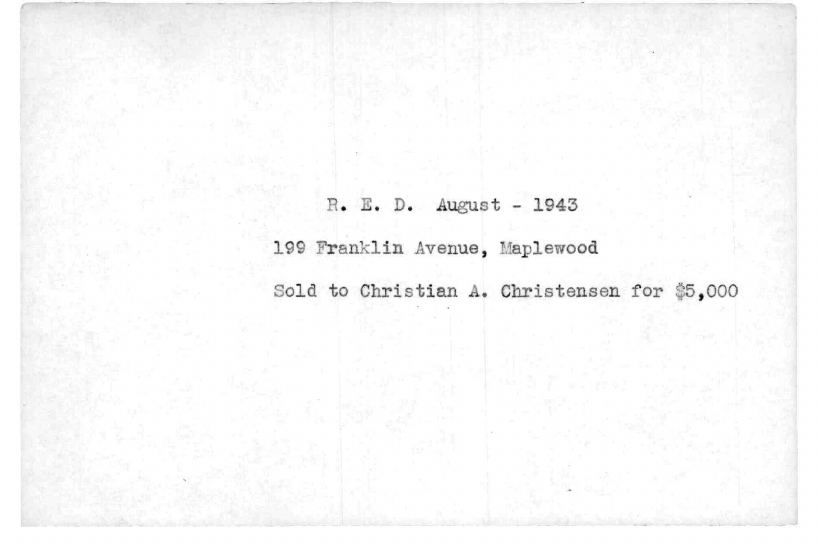 R. E. D. August - 1943
199 Franklin Avenue, Maplewood
Sold to Christian A. Christensen for $5,000